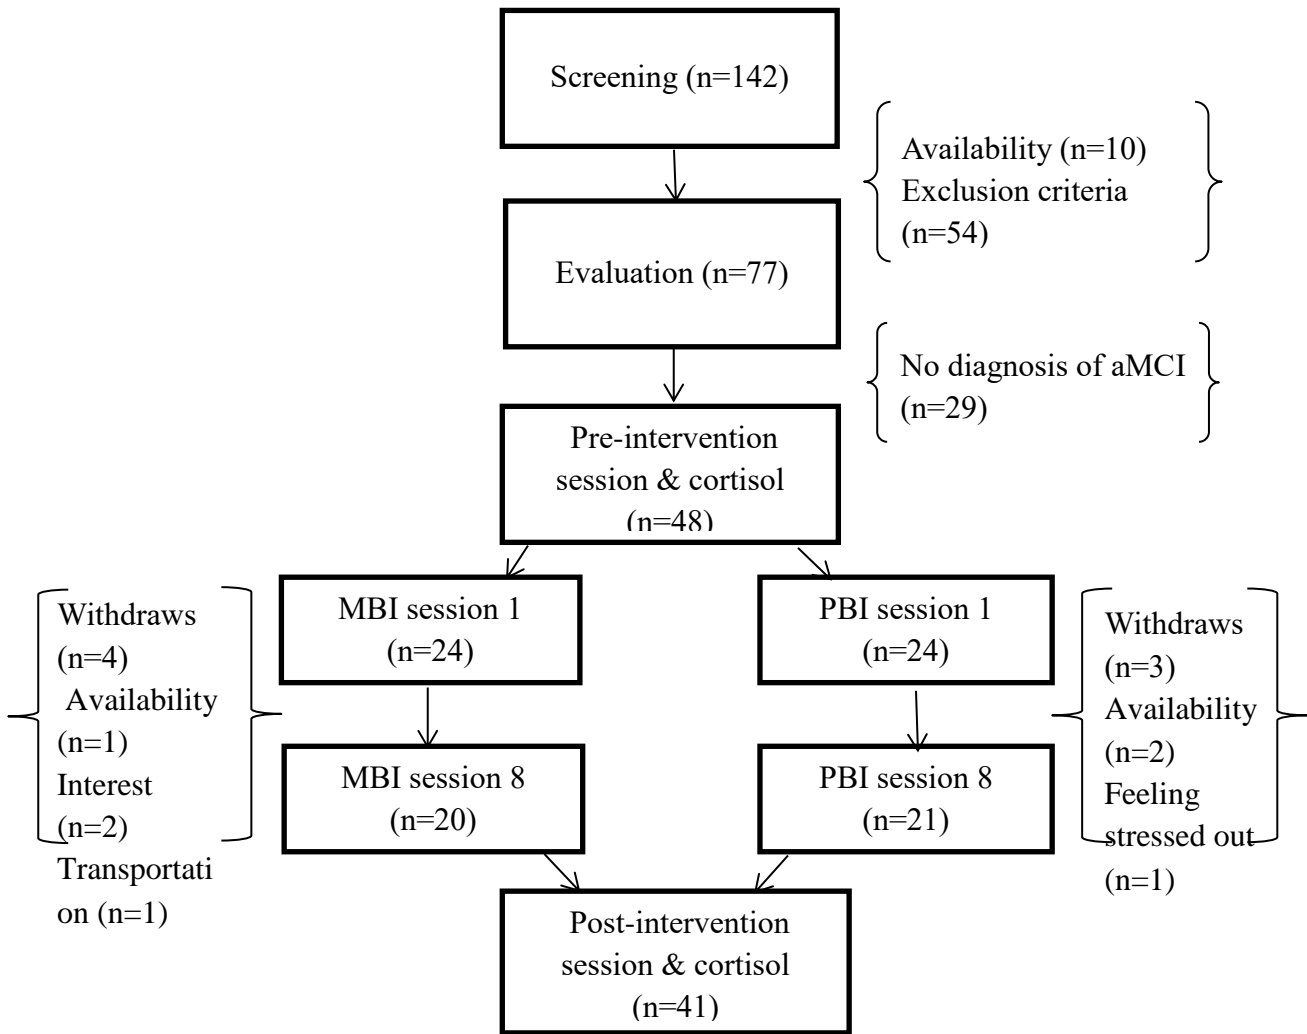 Screening (n=142)
Availability (n=10)
Exclusion criteria
(n=54)
Evaluation (n=77)
No diagnosis of aMCI
(n=29)
Pre-intervention
session & cortisol
(n=48)
MBI session 1
(n=24)
PBI session 1
(n=24)
Withdraws
(n=4)
Availability
(n=1)
Interest
(n=2)
Transportati
on (n=1)
Withdraws
(n=3)
Availability
(n=2)
Feeling
stressed out
(n=1)
MBI session 8
(n=20)
PBI session 8
(n=21)
Post-intervention
session & cortisol
(n=41)